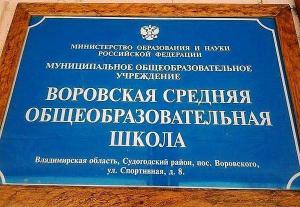 МИНИСТЕРСТВО ОБРАЗОВАНИЯ И НАУКИ
РОССИЙСКОЙ ФЕДЕРАЦИИ
МУНИЦИПАЛЬНОЕ ОБЩЕОБРАЗОВАТЕЛЬНОЕ
УЧРЕЖДЕНИЕ
ВОРОВСКАЯ СРЕДНЯЯ
ОБЩЕОБРАЗОВАТЕЛЬНАЯ
ШКОЛА
Владимирская область, Судогодский район, пос. Воровского,
ул. Спортивная, д. 8.